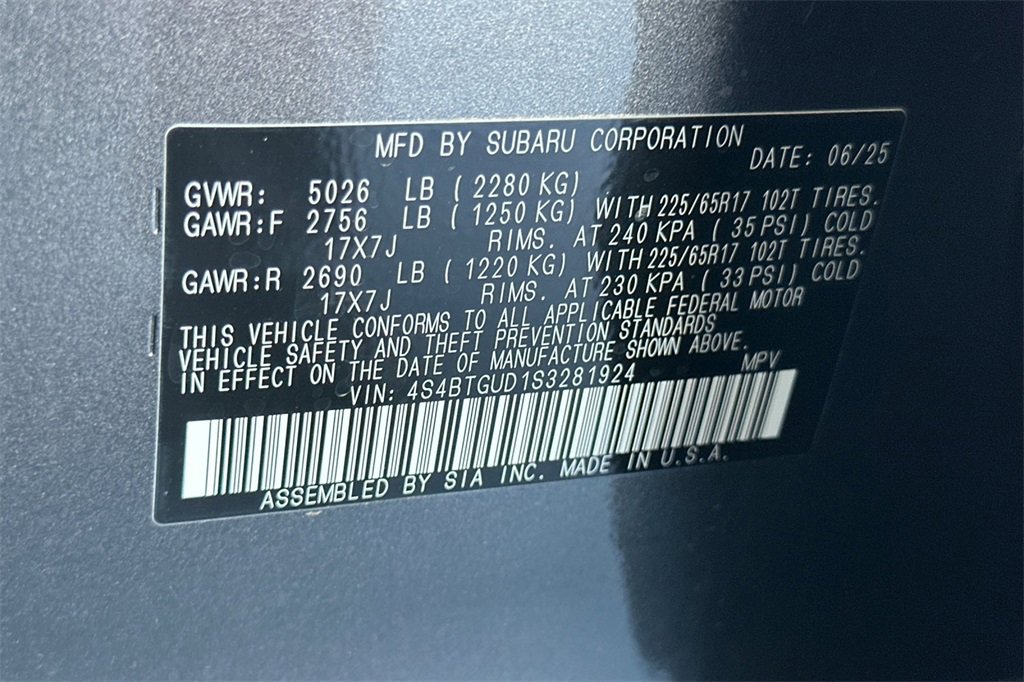 MFD BY SUBARU CORPORATION
DATE: 06/25
GVWR: 5026 LB (2280 KG)
GAWR:F 2756 LB (1250 KG) WITH 225/65R17 102T TIRES.
17X7J RIMS. AT 240 KPA (35 PSI) COLD
GAWR:R 2690 LB (1220 KG) WITH 225/65R17 102T TIRES.
17X7J RIMS. AT 230 KPA (33 PSI) COLD
THIS VEHICLE CONFORMS TO ALL APPLICABLE FEDERAL MOTOR
VEHICLE SAFETY AND THEFT PREVENTION STANDARDS
IN EFFECT ON THE DATE OF MANUFACTURE SHOWN ABOVE.
VIN: 4S4BTGUD1S3281924 MPV
ASSEMBLED BY SIA INC. MADE IN U.S.A.